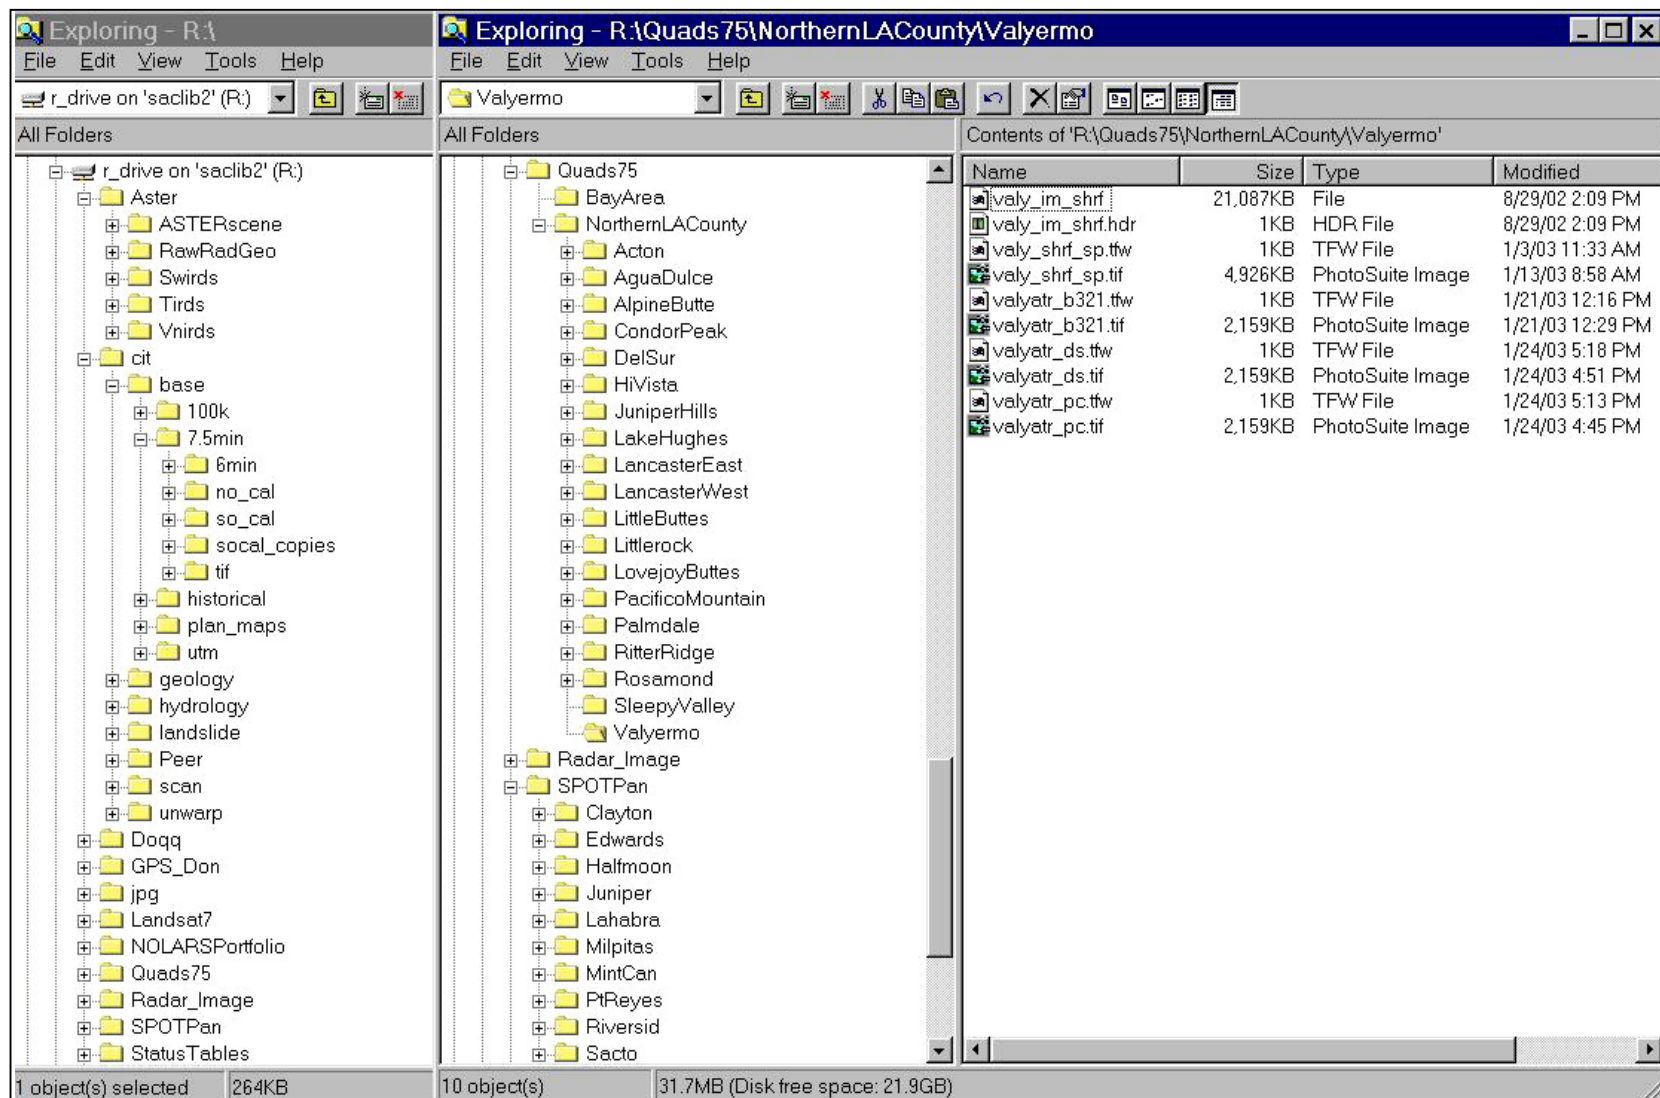 Exploring - R:\
File Edit View Tools Help
r_drive on 'saclib2' (R:)
All Folders
r_drive on 'saclib2' (R:)
Aster
ASTERscene
RawRadGeo
Swirds
Tirds
Vnirds
cit
base
100k
7.5min
6min
no_cal
so_cal
socal_copies
tif
historical
plan_maps
utm
geology
hydrology
landslide
Peer
scan
unwarp
Doqq
GPS_Don
jpg
Landsat7
NOLARSPortfolio
Quads75
Radar_Image
SPOTPan
StatusTables
1 object(s) selected 264KB
Exploring - R:\Quads75\NorthernLACounty\Valyermo
File Edit View Tools Help
Valyermo
All Folders
Quads75
BayArea
NorthernLACounty
Acton
AguaDulce
AlpineButte
CondorPeak
DelSur
HiVista
JuniperHills
LakeHughes
LancasterEast
LancasterWest
LittleButtes
Littlerock
LovejoyButtes
PacificoMountain
Palmdale
RitterRidge
Rosamond
SleepyValley
Valyermo
Radar_Image
SPOTPan
Clayton
Edwards
Halfmoon
Juniper
Lahabra
Milpitas
MintCan
PtReyes
Riversid
Sacto
Contents of 'R:\Quads75\NorthernLACounty\Valyermo'
Name Size Type Modified
valy_im_shrf 21,087KB File 8/29/02 2:09 PM
valy_im_shrf.hdr 1KB HDR File 8/29/02 2:09 PM
valy_shrf_sp.tfw 1KB TFW File 1/3/03 11:33 AM
valy_shrf_sp.tif 4,926KB PhotoSuite Image 1/13/03 8:58 AM
valyatr_b321.tfw 1KB TFW File 1/21/03 12:16 PM
valyatr_b321.tif 2,159KB PhotoSuite Image 1/21/03 12:29 PM
valyatr_ds.tfw 1KB TFW File 1/24/03 5:18 PM
valyatr_ds.tif 2,159KB PhotoSuite Image 1/24/03 4:51 PM
valyatr_pc.tfw 1KB TFW File 1/24/03 5:13 PM
valyatr_pc.tif 2,159KB PhotoSuite Image 1/24/03 4:45 PM
10 object(s) 31.7MB (Disk free space: 21.9GB)